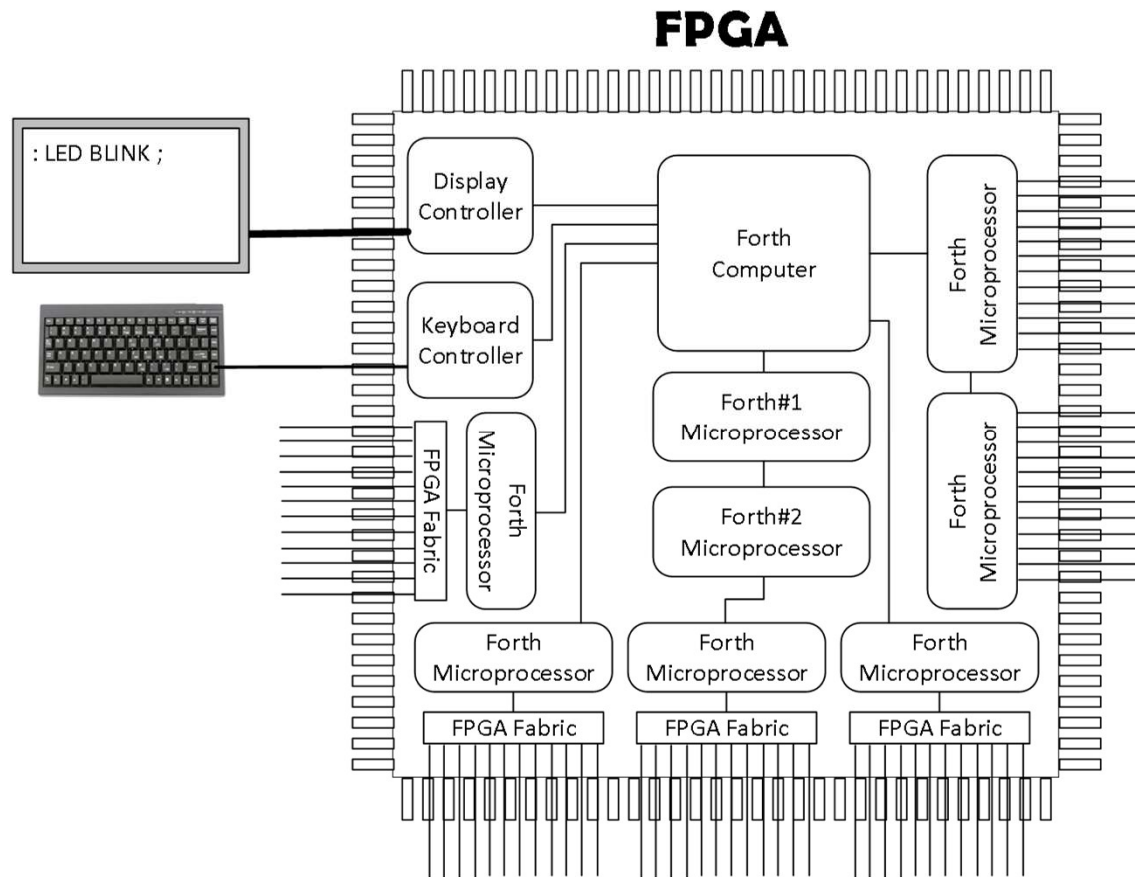 FPGA
: LED BLINK ;
Display
Controller
Forth
Computer
Forth
Microprocessor
Keyboard
Controller
Forth#1
Microprocessor
Forth
Microprocessor
FPGA Fabric
Forth
Microprocessor
Forth#2
Microprocessor
Forth
Microprocessor
Forth
Microprocessor
Forth
Microprocessor
FPGA Fabric
FPGA Fabric
FPGA Fabric